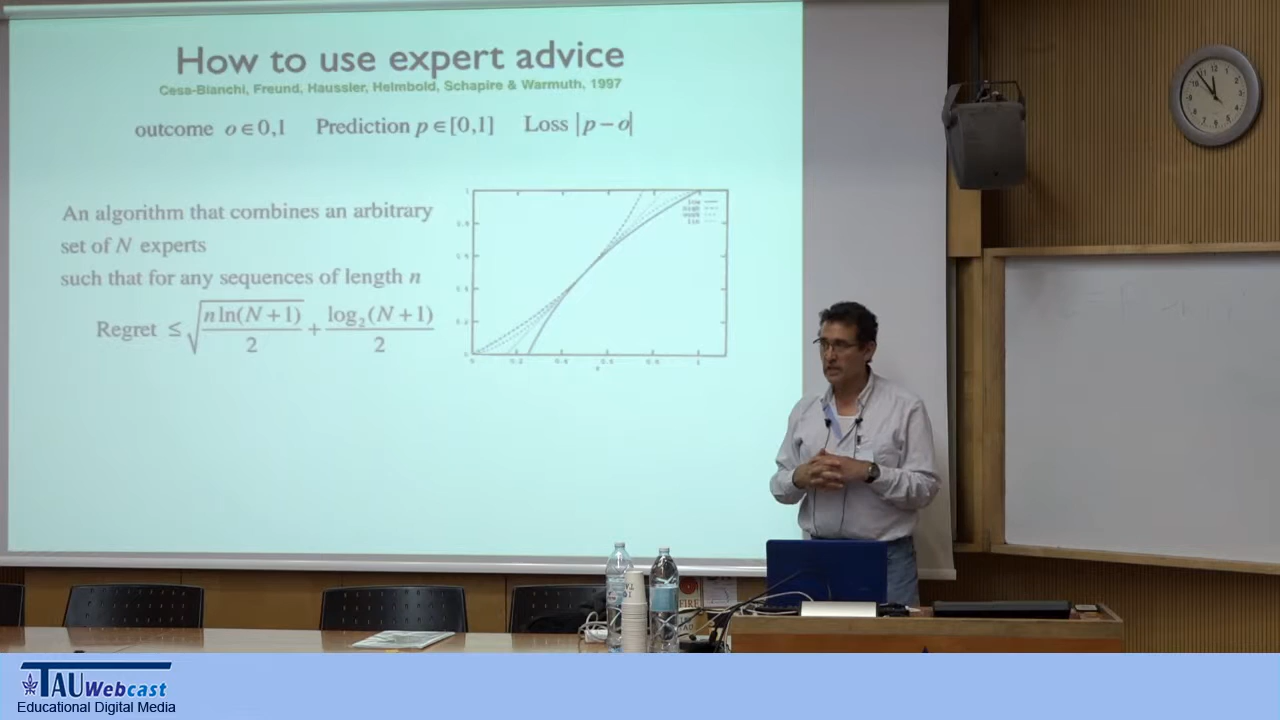 How to use expert advice
Cesa-Bianchi, Freund, Haussler, Helmbold, Schapire & Warmuth, 1997
outcome o ∈ 0,1 Prediction p ∈ [0,1] Loss |p − o|
An algorithm that combines an arbitrary
set of N experts
such that for any sequences of length n
Regret ≤ √(n ln(N + 1) / 2) + log₂(N + 1) / 2
TAU Webcast
Educational Digital Media